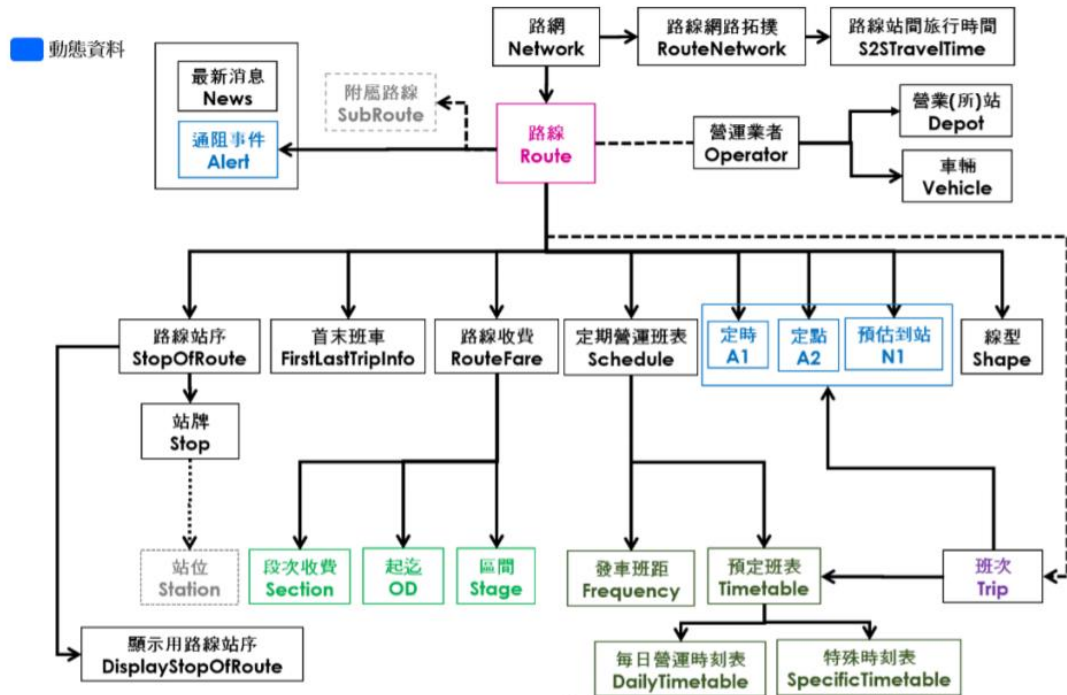 動態資料
路網
Network
路線網路拓撲
RouteNetwork
路線站間旅行時間
S2STravelTime
最新消息
News
通阻事件
Alert
附屬路線
SubRoute
路線
Route
營運業者
Operator
營業(所)站
Depot
車輛
Vehicle
路線站序
StopOfRoute
首末班車
FirstLastTripInfo
路線收費
RouteFare
定期營運班表
Schedule
定時
A1
定點
A2
預估到站
N1
線型
Shape
站牌
Stop
站位
Station
段次收費
Section
起迄
OD
區間
Stage
發車班距
Frequency
預定班表
Timetable
班次
Trip
顯示用路線站序
DisplayStopOfRoute
每日營運時刻表
DailyTimetable
特殊時刻表
SpecificTimetable